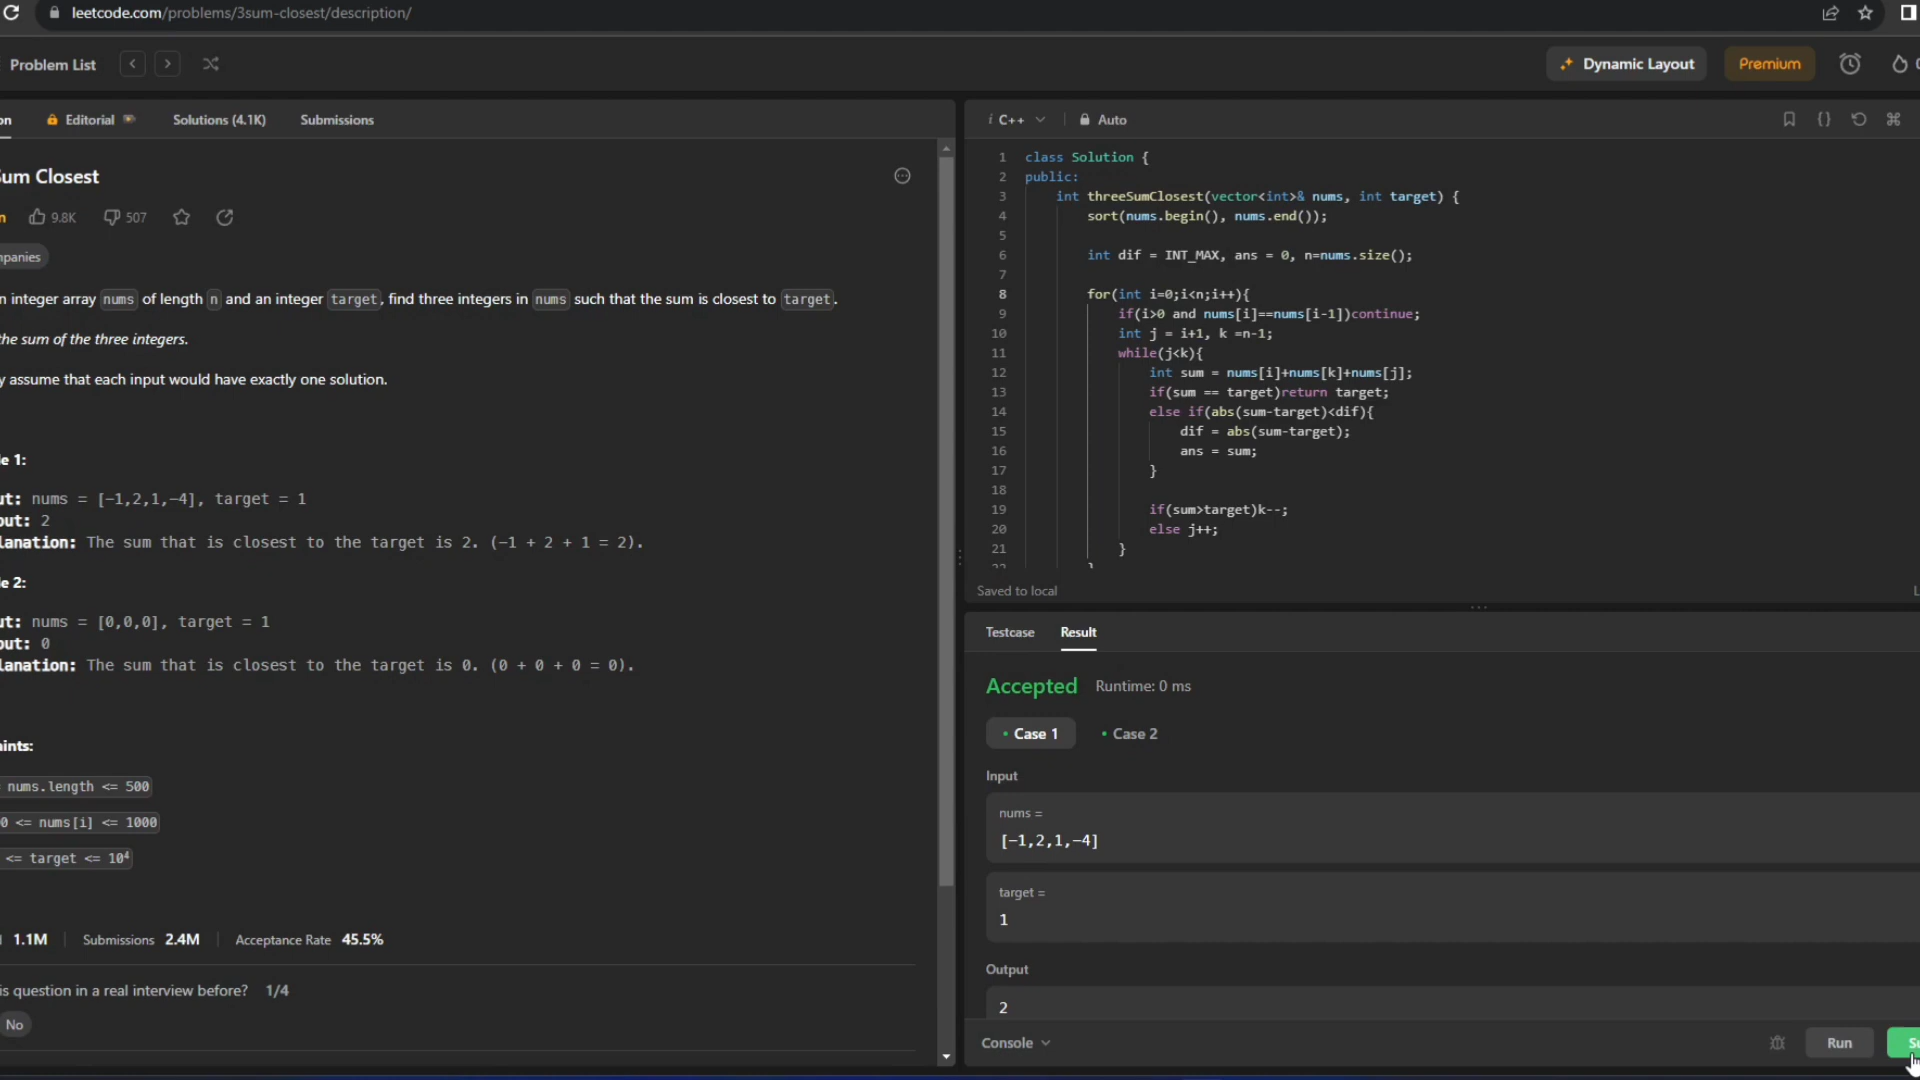 leetcode.com/problems/3sum-closest/description/
Problem List
Dynamic Layout
Premium
on
Editorial
Solutions (4.1K)
Submissions
Sum Closest
9.8K
507
mpanies
n integer array nums of length n and an integer target, find three integers in nums such that the sum is closest to target.
the sum of the three integers.
y assume that each input would have exactly one solution.
le 1:
ut: nums = [-1,2,1,-4], target = 1
out: 2
lanation: The sum that is closest to the target is 2. (-1 + 2 + 1 = 2).
le 2:
ut: nums = [0,0,0], target = 1
out: 0
lanation: The sum that is closest to the target is 0. (0 + 0 + 0 = 0).
aints:
nums.length <= 500
0 <= nums[i] <= 1000
<= target <= 10⁴
1.1M
Submissions 2.4M
Acceptance Rate 45.5%
is question in a real interview before? 1/4
No
i C++
Auto
1 class Solution {
2 public:
3 int threeSumClosest(vector<int>& nums, int target) {
4 sort(nums.begin(), nums.end());
5
6 int dif = INT_MAX, ans = 0, n=nums.size();
7
8 for(int i=0;i<n;i++){
9 if(i>0 and nums[i]==nums[i-1])continue;
10 int j = i+1, k =n-1;
11 while(j<k){
12 int sum = nums[i]+nums[k]+nums[j];
13 if(sum == target)return target;
14 else if(abs(sum-target)<dif){
15 dif = abs(sum-target);
16 ans = sum;
17 }
18
19 if(sum>target)k--;
20 else j++;
21 }
22 }
Saved to local
Testcase
Result
Accepted Runtime: 0 ms
Case 1
Case 2
Input
nums =
[-1,2,1,-4]
target =
1
Output
2
Console
Run
Su